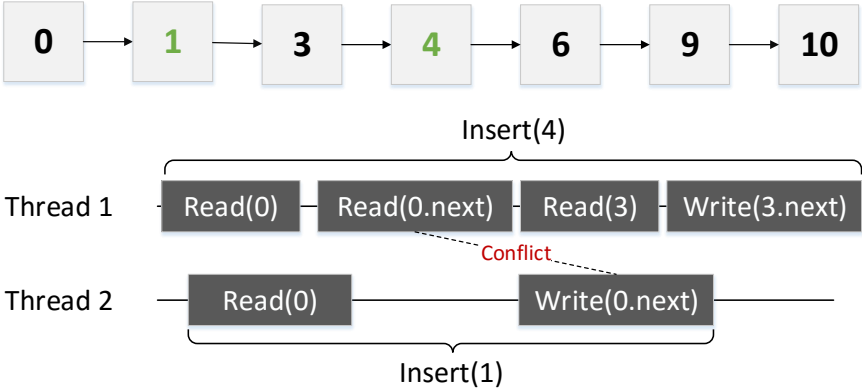 0 1 3 4 6 9 10
Insert(4)
Thread 1 Read(0) Read(0.next) Read(3) Write(3.next)
Conflict
Thread 2 Read(0) Write(0.next)
Insert(1)